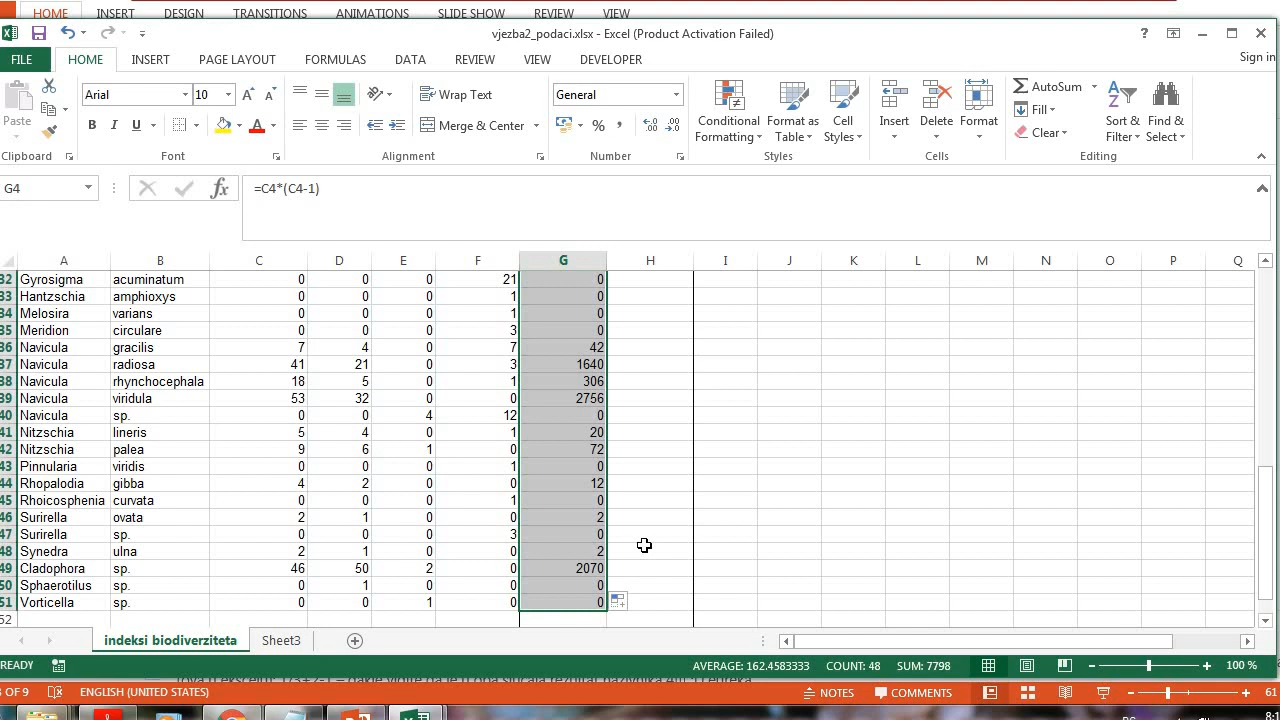 HOME INSERT DESIGN TRANSITIONS ANIMATIONS SLIDE SHOW REVIEW VIEW
vjezba2_podaci.xlsx - Excel (Product Activation Failed)
FILE HOME INSERT PAGE LAYOUT FORMULAS DATA REVIEW VIEW DEVELOPER Sign in
Paste Arial 10 Wrap Text General Conditional Formatting Format as Table Cell Styles Insert Delete Format AutoSum Sort & Filter Find & Select
B I U Merge & Center % Fill
Clear
Clipboard Font Alignment Number Styles Cells Editing
G4 fx =C4*(C4-1)
A B C D E F G H I J K L M N O P Q
32 Gyrosigma acuminatum 0 0 0 21 0
33 Hantzschia amphioxys 0 0 0 1 0
34 Melosira varians 0 0 0 1 0
35 Meridion circulare 0 0 0 3 0
36 Navicula gracilis 7 4 0 7 42
37 Navicula radiosa 41 21 0 3 1640
38 Navicula rhynchocephala 18 5 0 1 306
39 Navicula viridula 53 32 0 0 2756
40 Navicula sp. 0 0 4 12 0
41 Nitzschia lineris 5 4 0 1 20
42 Nitzschia palea 9 6 1 0 72
43 Pinnularia viridis 0 0 0 1 0
44 Rhopalodia gibba 4 2 0 0 12
45 Rhoicosphenia curvata 0 0 0 1 0
46 Surirella ovata 2 1 0 0 2
47 Surirella sp. 0 0 0 3 0
48 Synedra ulna 2 1 0 0 2
49 Cladophora sp. 46 50 2 0 2070
50 Sphaerotilus sp. 0 1 0 0 0
51 Vorticella sp. 0 0 1 0 0
52
indeksi biodiverziteta Sheet3
READY AVERAGE: 162.4583333 COUNT: 48 SUM: 7798 100 %
OF 9 ENGLISH (UNITED STATES) NOTES COMMENTS 61